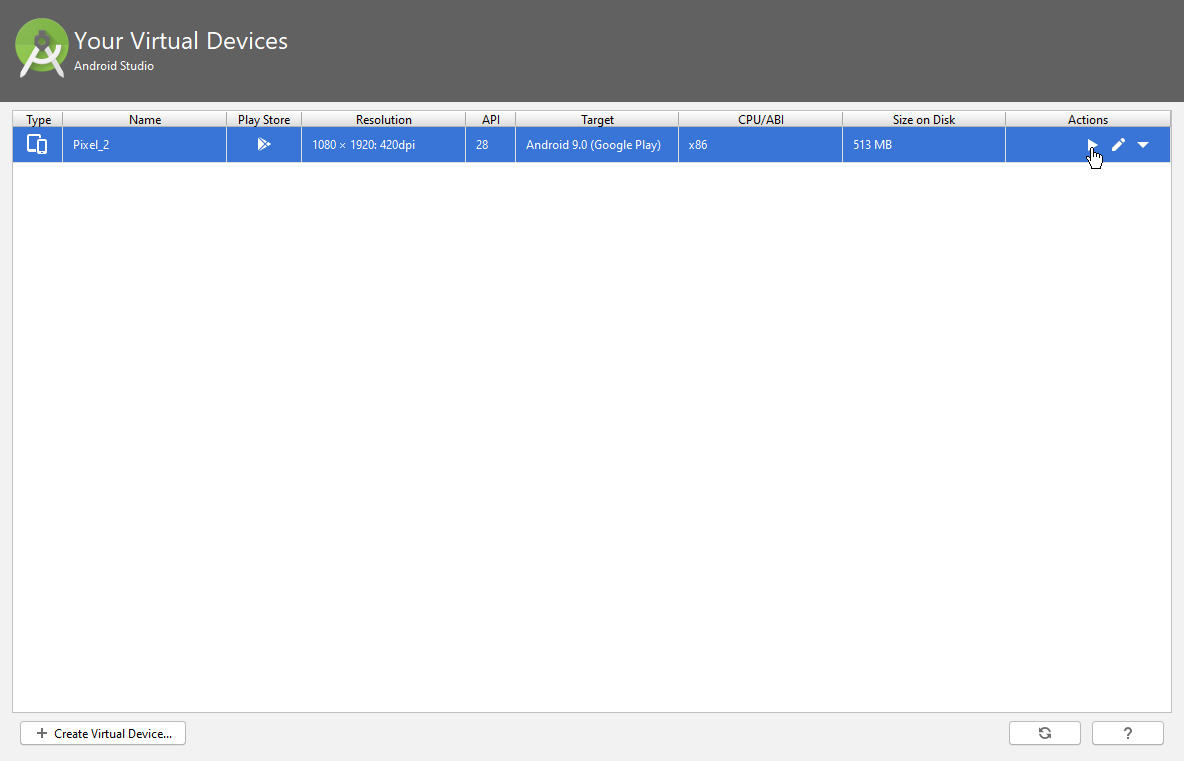 Your Virtual Devices
Android Studio
Type Name Play Store Resolution API Target CPU/ABI Size on Disk Actions
Pixel_2 1080 × 1920: 420dpi 28 Android 9.0 (Google Play) x86 513 MB
+ Create Virtual Device... ?